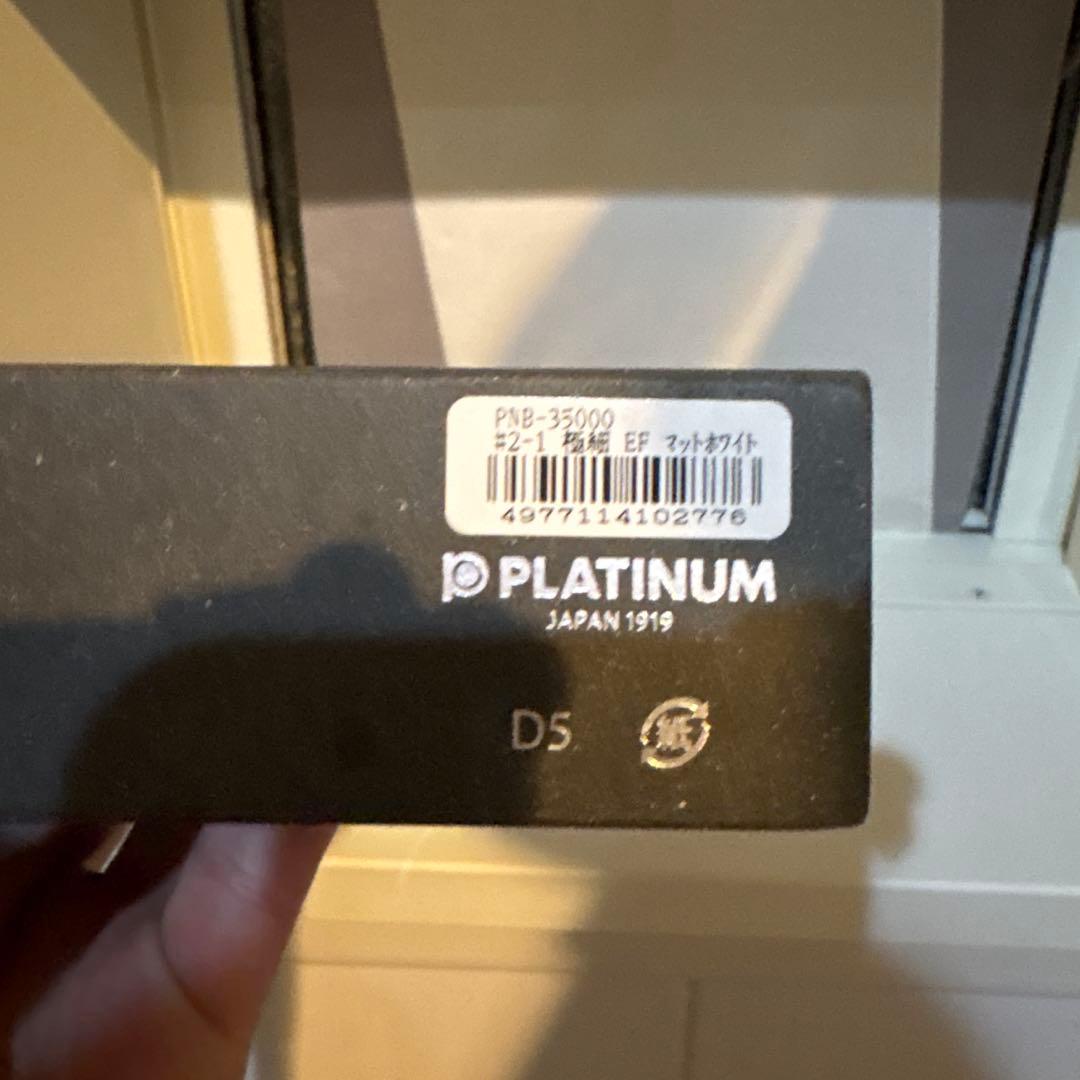 PNB-35000
#2-1 極細 EF マットホワイト
4977114102776
PLATINUM
JAPAN 1919
D5
紙